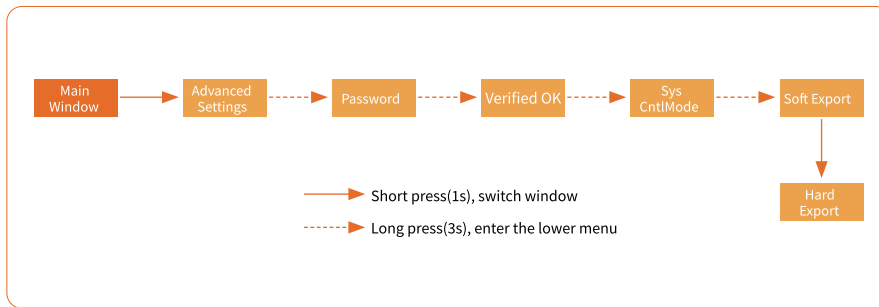 Main
Window
Advanced
Settings
Password
Verified OK
Sys
CntlMode
Soft Export
Hard
Export
Short press(1s), switch window
Long press(3s), enter the lower menu